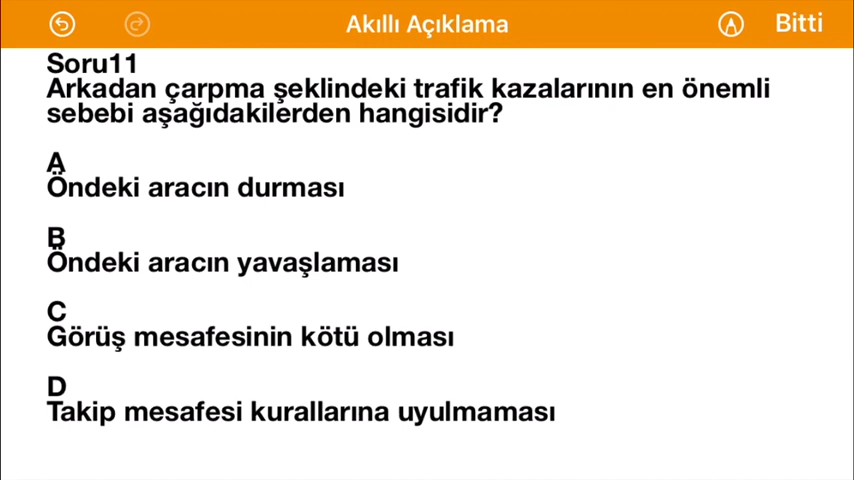 Akıllı Açıklama
Bitti
Soru11
Arkadan çarpma şeklindeki trafik kazalarının en önemli
sebebi aşağıdakilerden hangisidir?
A
Öndeki aracın durması
B
Öndeki aracın yavaşlaması
C
Görüş mesafesinin kötü olması
D
Takip mesafesi kurallarına uyulmaması